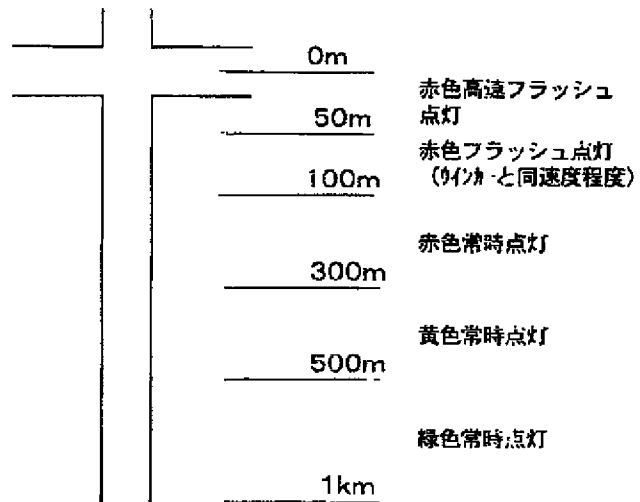 0m
赤色高速フラッシュ
点灯
50m
赤色フラッシュ点灯
(ウインカーと同速度程度)
100m
赤色常時点灯
300m
黄色常時点灯
500m
緑色常時点灯
1km